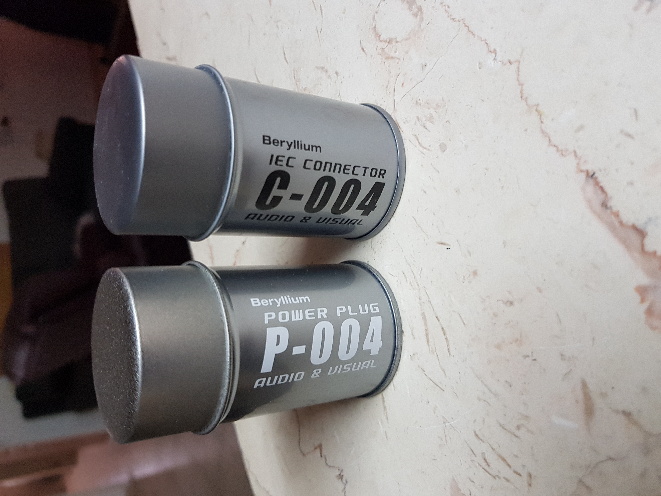 Beryllium
IEC CONNECTOR
C-004
AUDIO & VISUAL
Beryllium
POWER PLUG
P-004
AUDIO & VISUAL